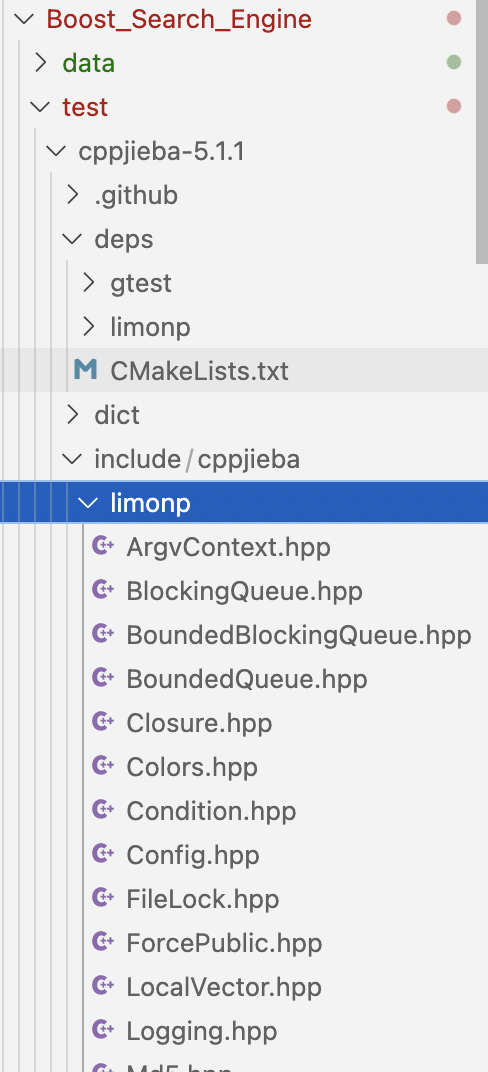 Boost_Search_Engine
data
test
cppjieba-5.1.1
.github
deps
gtest
limonp
CMakeLists.txt
dict
include/cppjieba
limonp
ArgvContext.hpp
BlockingQueue.hpp
BoundedBlockingQueue.hpp
BoundedQueue.hpp
Closure.hpp
Colors.hpp
Condition.hpp
Config.hpp
FileLock.hpp
ForcePublic.hpp
LocalVector.hpp
Logging.hpp
Md5.hpp